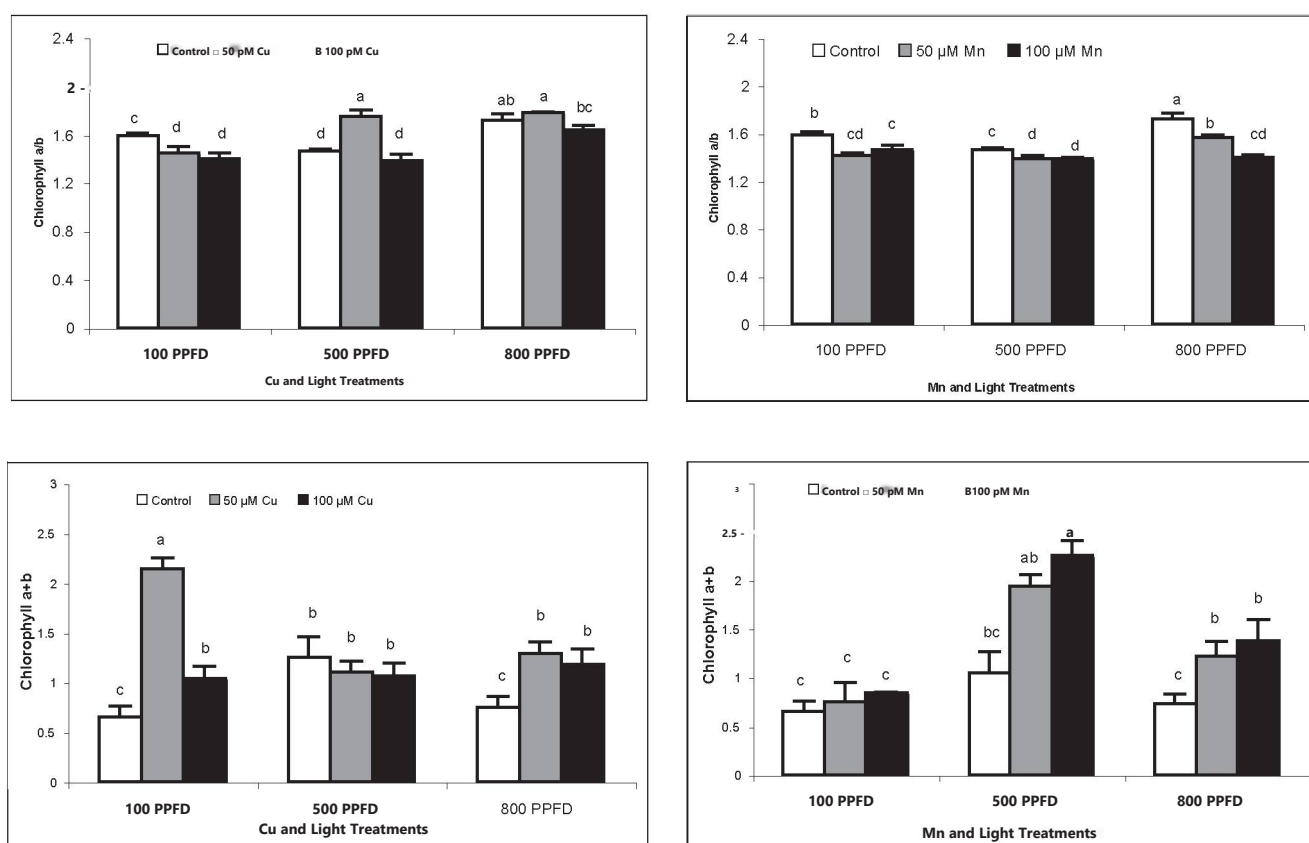 2.4
Control □ 50 pM Cu B 100 pM Cu
2 -
1.6
1.2
0.8
0.4
0
Chlorophyll a/b
c d d
d a d
ab a bc
100 PPFD 500 PPFD 800 PPFD
Cu and Light Treatments
2.4
Control 50 µM Mn 100 µM Mn
2
1.6
1.2
0.8
0.4
0
Chlorophyll a/b
b cd c
c d d
a b cd
100 PPFD 500 PPFD 800 PPFD
Mn and Light Treatments
3
Control 50 µM Cu 100 µM Cu
2.5
2
1.5
1
0.5
0
Chlorophyll a+b
c a b
b b b
c b b
100 PPFD 500 PPFD 800 PPFD
Cu and Light Treatments
3
Control □ 50 pM Mn B100 pM Mn
2.5 -
2
1.5
1
0.5
0
Chlorophyll a+b
c c c
bc ab a
c b b
100 PPFD 500 PPFD 800 PPFD
Mn and Light Treatments